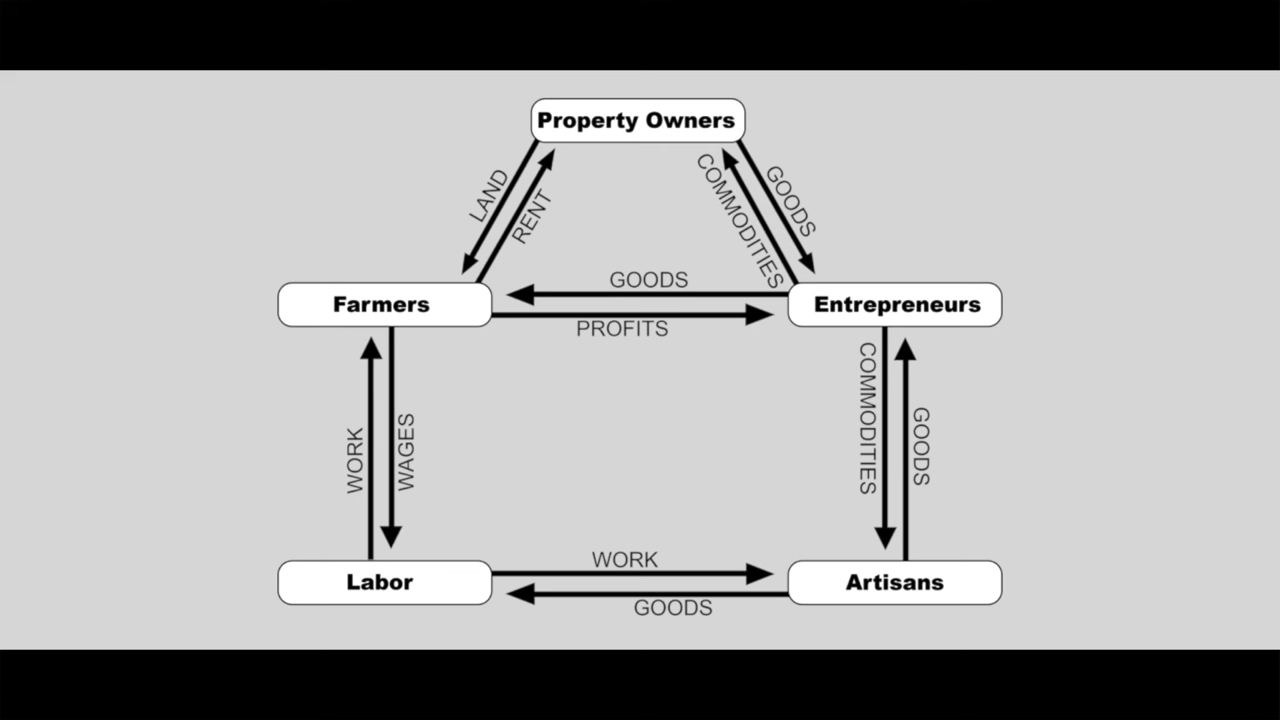 Property Owners
LAND
RENT
COMMODITIES
GOODS
GOODS
Farmers
Entrepreneurs
PROFITS
WORK
WAGES
COMMODITIES
GOODS
WORK
Labor
Artisans
GOODS